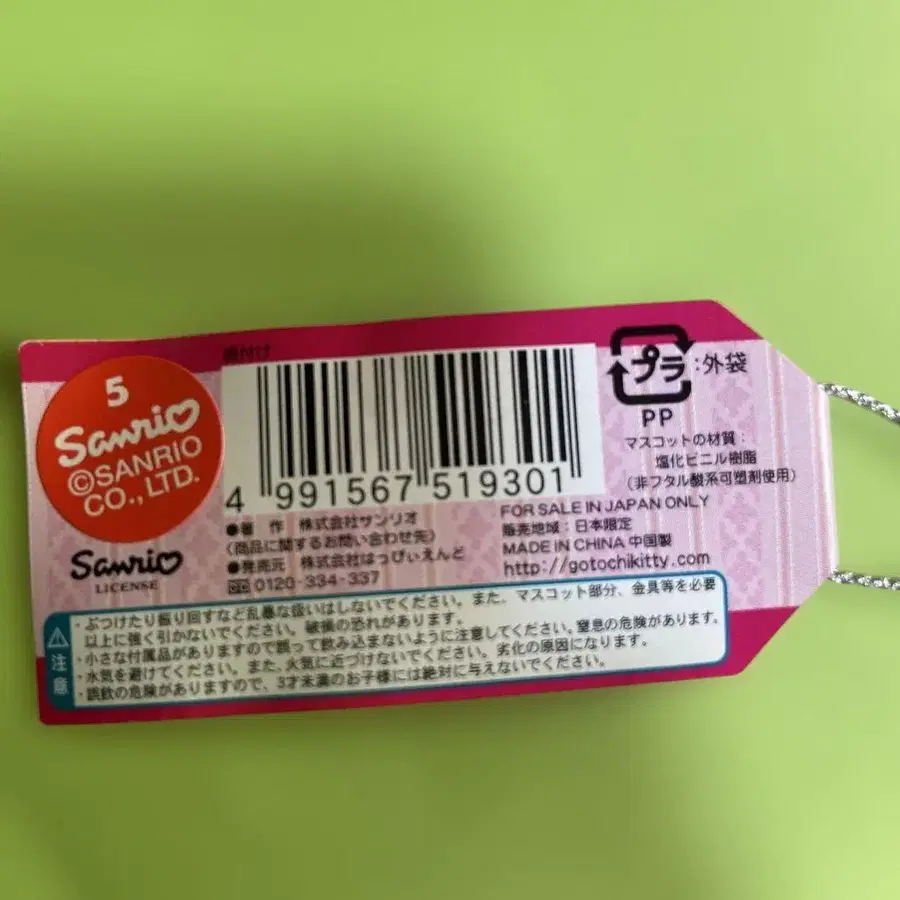 5
Sanrio
©SANRIO
CO., LTD.
Sanrio
LICENSE
4 991567 519301
●著 作 株式会社サンリオ
(商品に関するお問い合わせ先)
●発売元 株式会社はっぴぃえんど
0120-334-337
プラ:外袋
PP
マスコットの材質:
塩化ビニル樹脂
(非フタル酸系可塑剤使用)
FOR SALE IN JAPAN ONLY
販売地域:日本限定
MADE IN CHINA 中国製
http://gotochikitty.com
注意
・ぶつけたり振り回すなど乱暴な扱いはしないでください。また、マスコット部分、金具等を必要
以上に強く引かないでください。破損の恐れがあります。
・小さな付属品がありますので誤って飲み込まないように注意してください。窒息の危険があります。
・水気を避けてください。また、火気に近づけないでください。劣化の原因になります。
・誤飲の危険がありますので、3才未満のお子様には絶対に与えないでください。